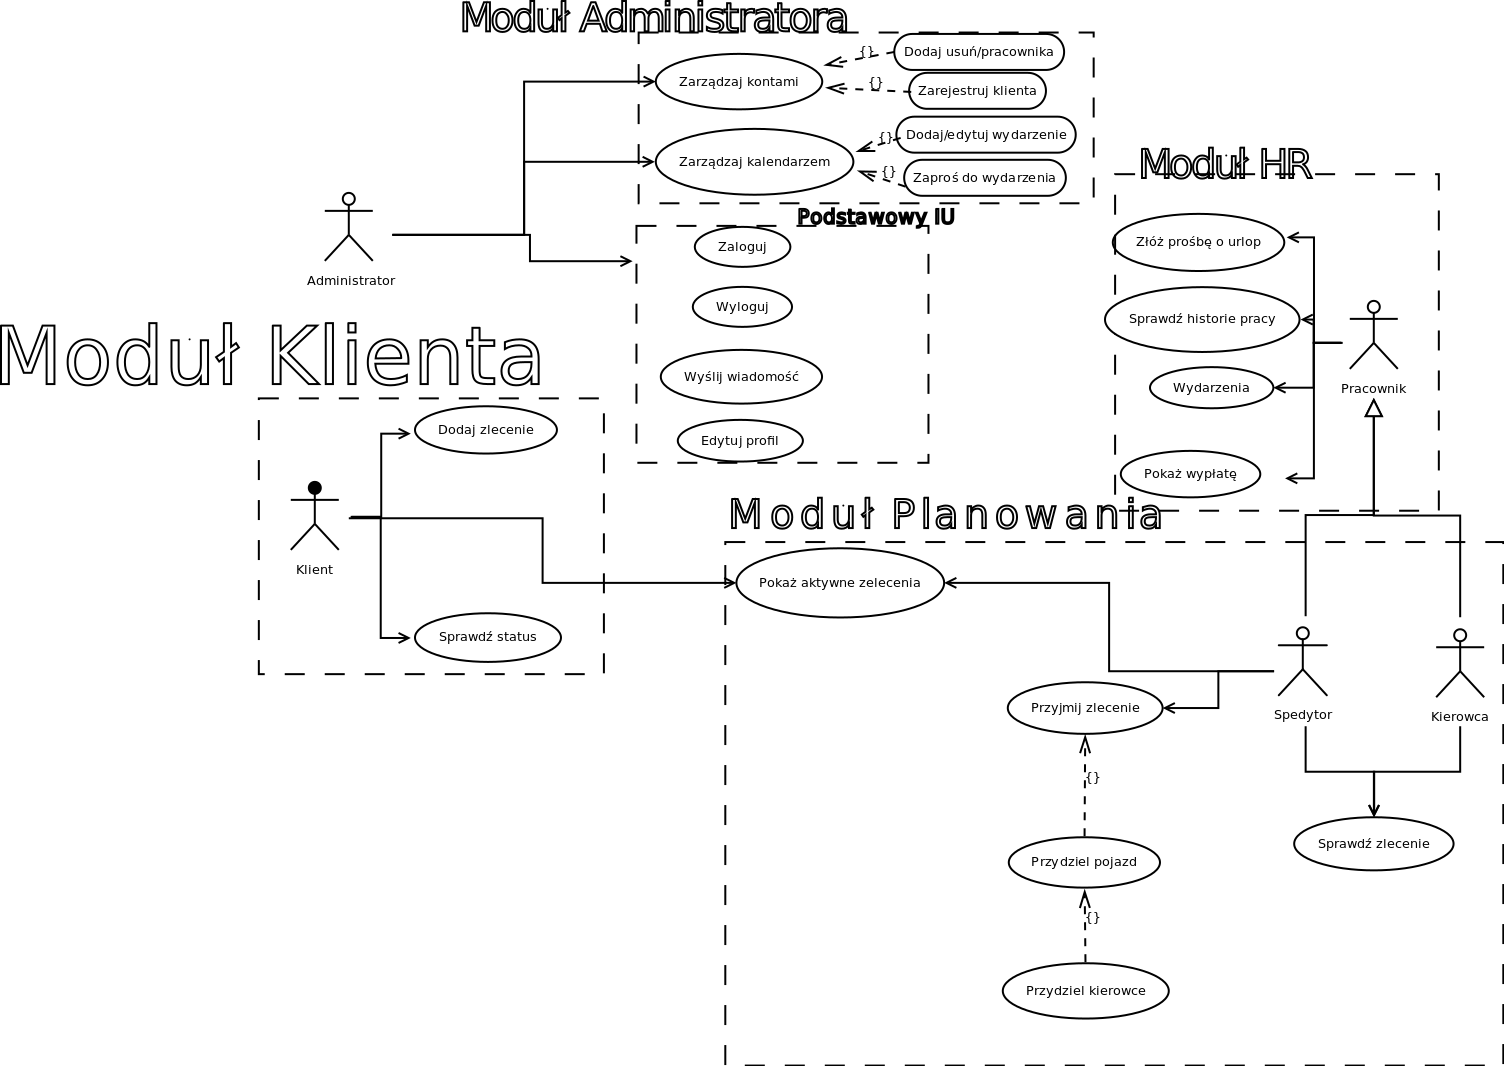 Moduł Administratora
Zarządzaj kontami
{}
Dodaj usuń/pracownika
{}
Zarejestruj klienta
Zarządzaj kalendarzem
{}
Dodaj/edytuj wydarzenie
{}
Zaproś do wydarzenia
Administrator
Podstawowy IU
Zaloguj
Wyloguj
Wyślij wiadomość
Edytuj profil
Moduł HR
Złóż prośbę o urlop
Sprawdź historie pracy
Wydarzenia
Pokaż wypłatę
Pracownik
Moduł Klienta
Dodaj zlecenie
Klient
Sprawdź status
Moduł Planowania
Pokaż aktywne zelecenia
Przyjmij zlecenie
Spedytor
Kierowca
{}
Przydziel pojazd
Sprawdź zlecenie
{}
Przydziel kierowce